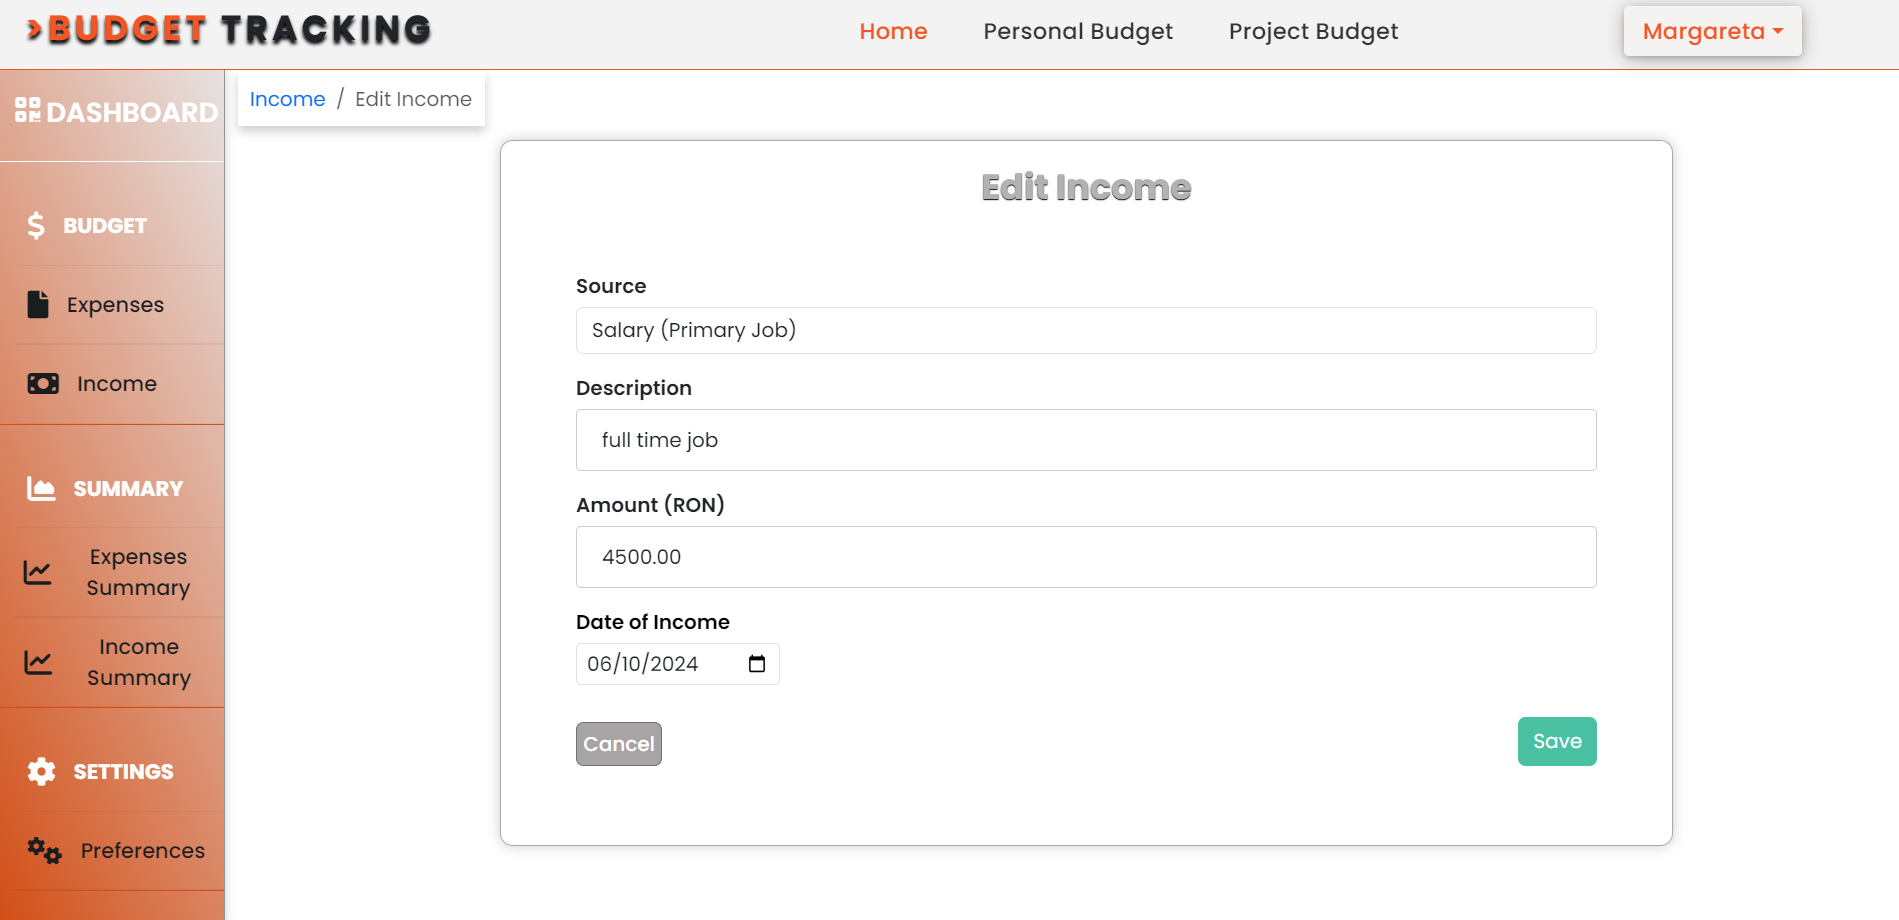 BUDGET TRACKING
Home
Personal Budget
Project Budget
Margareta
DASHBOARD
BUDGET
Expenses
Income
SUMMARY
Expenses
Summary
Income
Summary
SETTINGS
Preferences
Income / Edit Income
Edit Income
Source
Salary (Primary Job)
Description
full time job
Amount (RON)
4500.00
Date of Income
06/10/2024
Cancel
Save